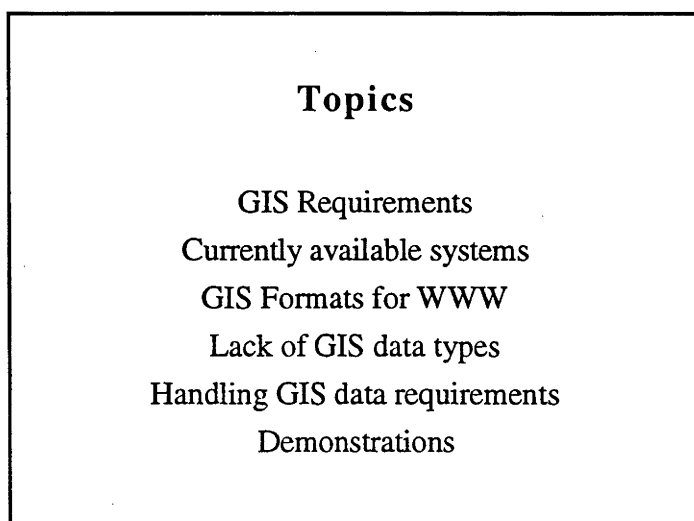 Topics
GIS Requirements
Currently available systems
GIS Formats for WWW
Lack of GIS data types
Handling GIS data requirements
Demonstrations